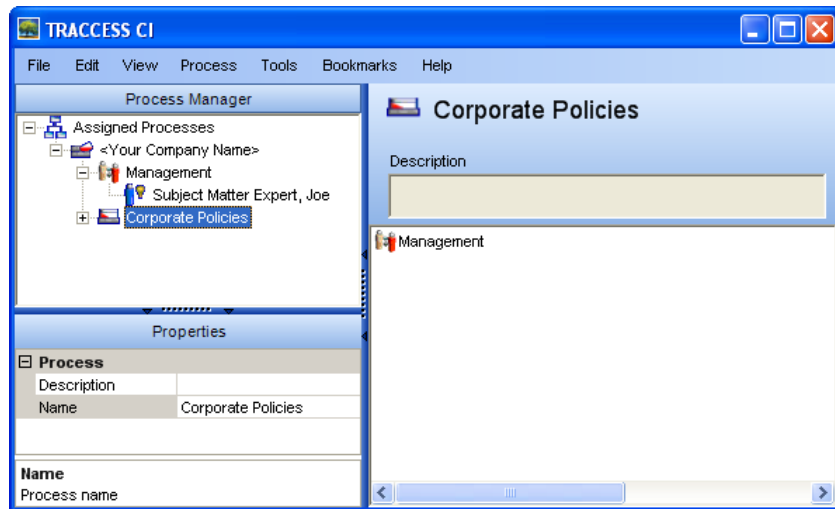 TRACCESS CI
File Edit View Process Tools Bookmarks Help
Process Manager
Assigned Processes
<Your Company Name>
Management
Subject Matter Expert, Joe
Corporate Policies
Properties
Process
Description
Name Corporate Policies
Name
Process name
Corporate Policies
Description
Management